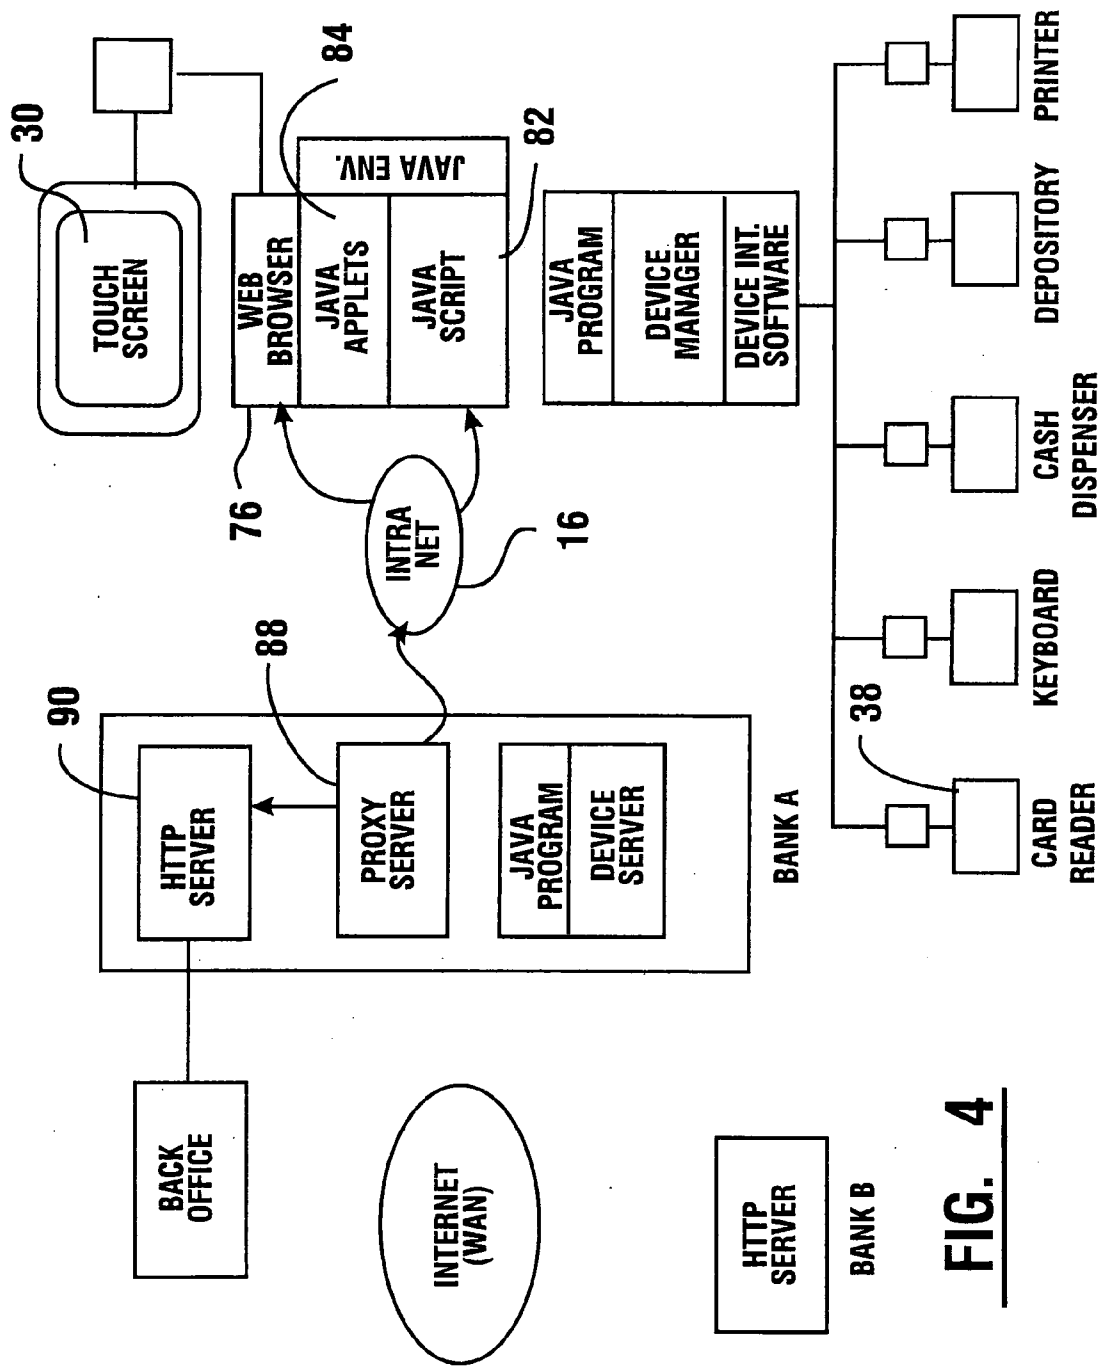 30
TOUCH
SCREEN
84
WEB
BROWSER
JAVA
APPLETS
JAVA
SCRIPT
JAVA ENV.
82
76
INTRA
NET
16
JAVA
PROGRAM
DEVICE
MANAGER
DEVICE INT.
SOFTWARE
90
HTTP
SERVER
88
PROXY
SERVER
JAVA
PROGRAM
DEVICE
SERVER
BANK A
BACK
OFFICE
INTERNET
(WAN)
HTTP
SERVER
BANK B
38
CARD
READER
KEYBOARD
CASH
DISPENSER
DEPOSITORY
PRINTER
FIG. 4